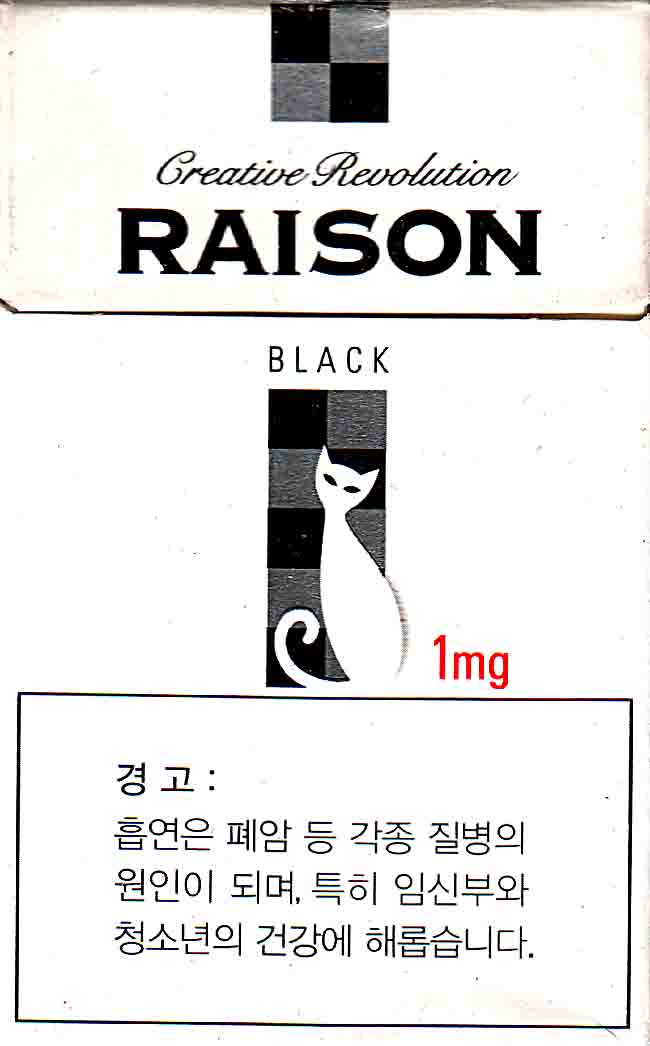 Creative Revolution
RAISON
BLACK
1mg
경 고 :
흡연은 폐암 등 각종 질병의
원인이 되며, 특히 임신부와
청소년의 건강에 해롭습니다.